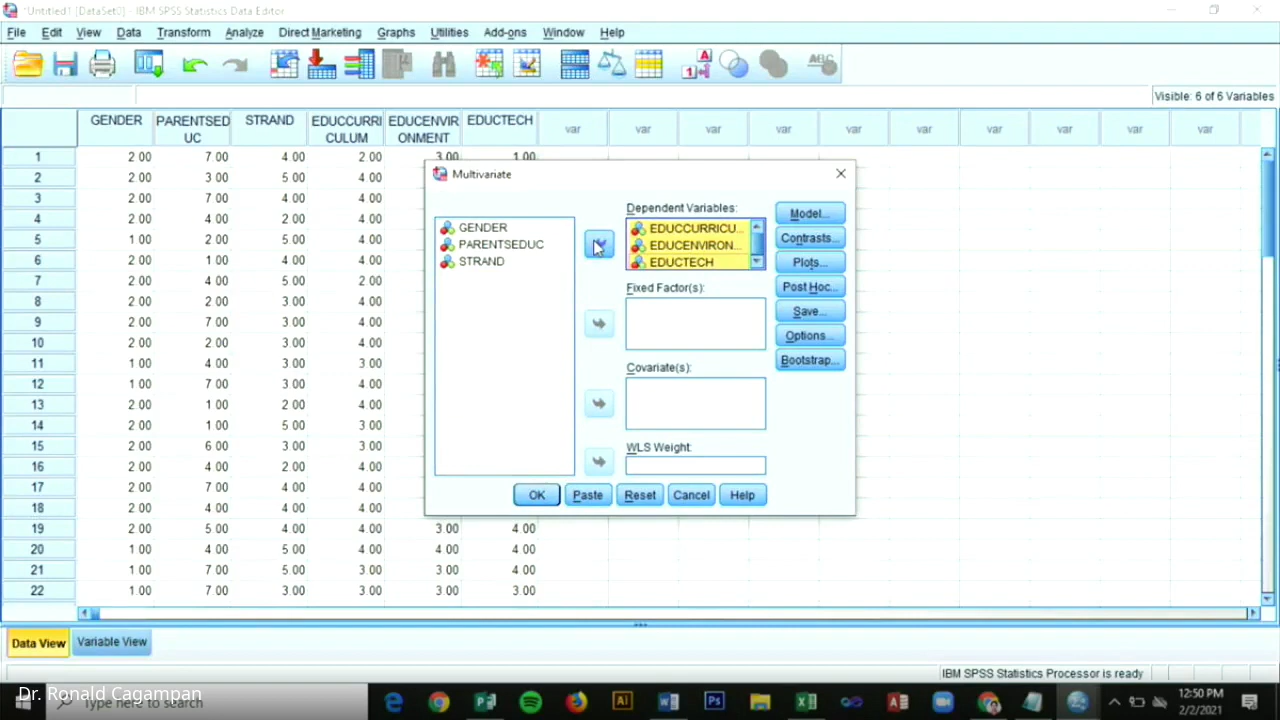 *Untitled1 [DataSet0] - IBM SPSS Statistics Data Editor
File Edit View Data Transform Analyze Direct Marketing Graphs Utilities Add-ons Window Help
Visible: 6 of 6 Variables
GENDER PARENTSED UC STRAND EDUCCURRI CULUM EDUCENVIR ONMENT EDUCTECH var var var var var var var var var var
1 2.00 7.00 4.00 2.00 3.00 1.00
2 2.00 3.00 5.00 4.00
3 2.00 7.00 4.00 4.00
4 2.00 4.00 2.00 4.00
5 1.00 2.00 5.00 4.00
6 2.00 1.00 4.00 4.00
7 2.00 4.00 5.00 2.00
8 2.00 2.00 3.00 4.00
9 2.00 7.00 3.00 4.00
10 2.00 2.00 3.00 4.00
11 1.00 4.00 3.00 3.00
12 1.00 7.00 3.00 4.00
13 2.00 1.00 2.00 4.00
14 2.00 1.00 5.00 3.00
15 2.00 6.00 3.00 3.00
16 2.00 4.00 2.00 4.00
17 2.00 7.00 4.00 4.00
18 2.00 4.00 4.00 4.00
19 2.00 5.00 4.00 4.00 3.00 4.00
20 1.00 4.00 5.00 4.00 4.00 4.00
21 1.00 7.00 5.00 3.00 3.00 4.00
22 1.00 7.00 3.00 3.00 3.00 3.00
Multivariate
GENDER
PARENTSEDUC
STRAND
Dependent Variables:
EDUCCURRICU...
EDUCENVIRON...
EDUCTECH
Fixed Factor(s):
Covariate(s):
WLS Weight:
Model...
Contrasts...
Plots...
Post Hoc...
Save...
Options...
Bootstrap...
OK Paste Reset Cancel Help
Data View Variable View
IBM SPSS Statistics Processor is ready
Dr. Ronald Cagampan
Type here to search
12:50 PM
2/2/2021